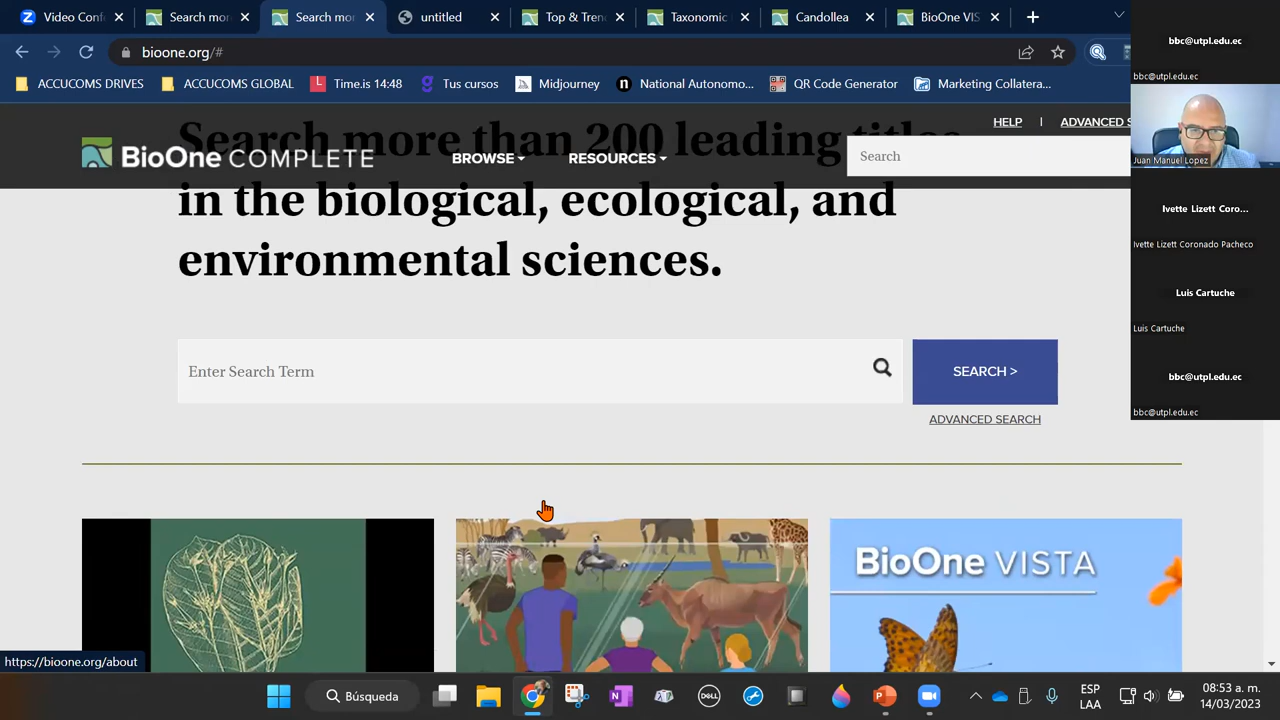 Video Conf
Search mor
Search mor
untitled
Top & Tren
Taxonomic
Candollea
BioOne VIS
bioone.org/#
ACCUCOMS DRIVES
ACCUCOMS GLOBAL
Time.is 14:48
Tus cursos
Midjourney
National Autonomo...
QR Code Generator
Marketing Collatera...
bbc@utpl.edu.ec
bbc@utpl.edu.ec
Juan Manuel Lopez
Ivette Lizett Coro...
Ivette Lizett Coronado Pacheco
Luis Cartuche
Luis Cartuche
bbc@utpl.edu.ec
bbc@utpl.edu.ec
HELP | ADVANCED S
BioOne COMPLETE
BROWSE
RESOURCES
Search
Search more than 200 leading titles
in the biological, ecological, and
environmental sciences.
Enter Search Term
SEARCH >
ADVANCED SEARCH
BioOne VISTA
https://bioone.org/about
Búsqueda
DELL
ESP
LAA
08:53 a. m.
14/03/2023